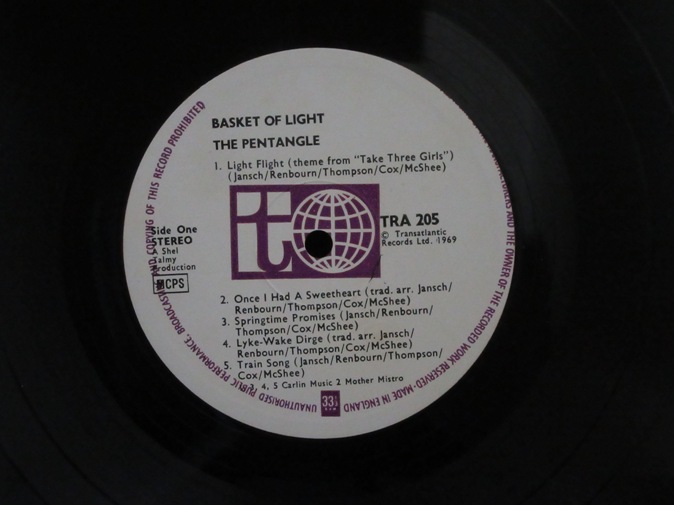 BASKET OF LIGHT
THE PENTANGLE
1. Light Flight (theme from "Take Three Girls")
(Jansch/Renbourn/Thompson/Cox/McShee)
it
TRA 205
© Transatlantic
Records Ltd. 1969
Side One
STEREO
A Shel
Talmy
Production
MCPS
2. Once I Had A Sweetheart (trad. arr. Jansch/
Renbourn/Thompson/Cox/McShee)
3. Springtime Promises (Jansch/Renbourn/
Thompson/Cox/McShee)
4. Lyke-Wake Dirge (trad. arr. Jansch/
Renbourn/Thompson/Cox/McShee)
5. Train Song (Jansch/Renbourn/Thompson/
Cox/McShee)
4, 5 Carlin Music 2 Mother Mistro
33⅓
RPM
UNAUTHORISED PUBLIC PERFORMANCE, BROADCASTING AND COPYING OF THIS RECORD PROHIBITED
AND THE OWNER OF THE RECORDED WORK RESERVED-MADE IN ENGLAND